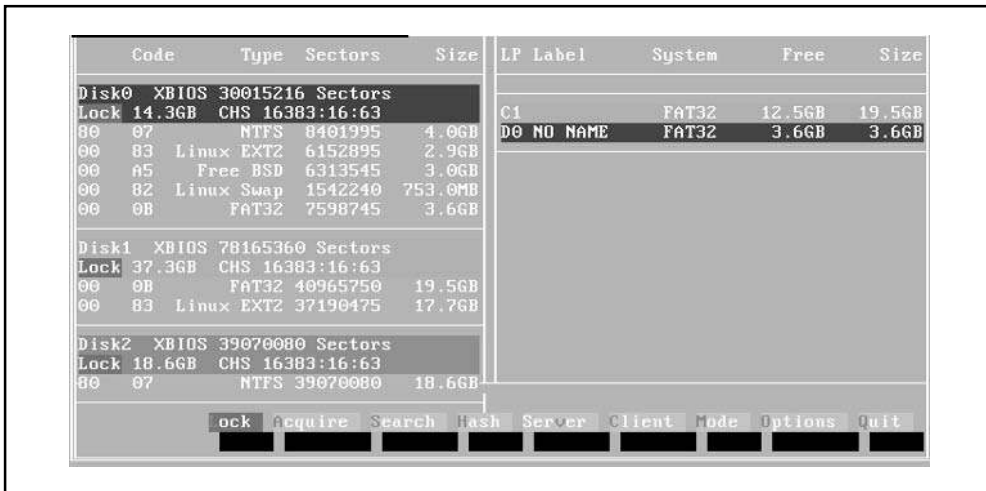 Code Type Sectors Size
Disk0 XBIOS 30015216 Sectors
Lock 14.3GB CHS 16383:16:63
80 07 NTFS 8401995 4.0GB
00 83 Linux EXT2 6152895 2.9GB
00 A5 Free BSD 6313545 3.0GB
00 82 Linux Swap 1542240 753.0MB
00 0B FAT32 7598745 3.6GB
Disk1 XBIOS 78165360 Sectors
Lock 37.3GB CHS 16383:16:63
00 0B FAT32 40965750 19.5GB
00 83 Linux EXT2 37190475 17.7GB
Disk2 XBIOS 39070080 Sectors
Lock 18.6GB CHS 16383:16:63
80 07 NTFS 39070080 18.6GB
LP Label System Free Size
C1 FAT32 12.5GB 19.5GB
D0 NO NAME FAT32 3.6GB 3.6GB
Lock Acquire Search Hash Server Client Mode Options Quit